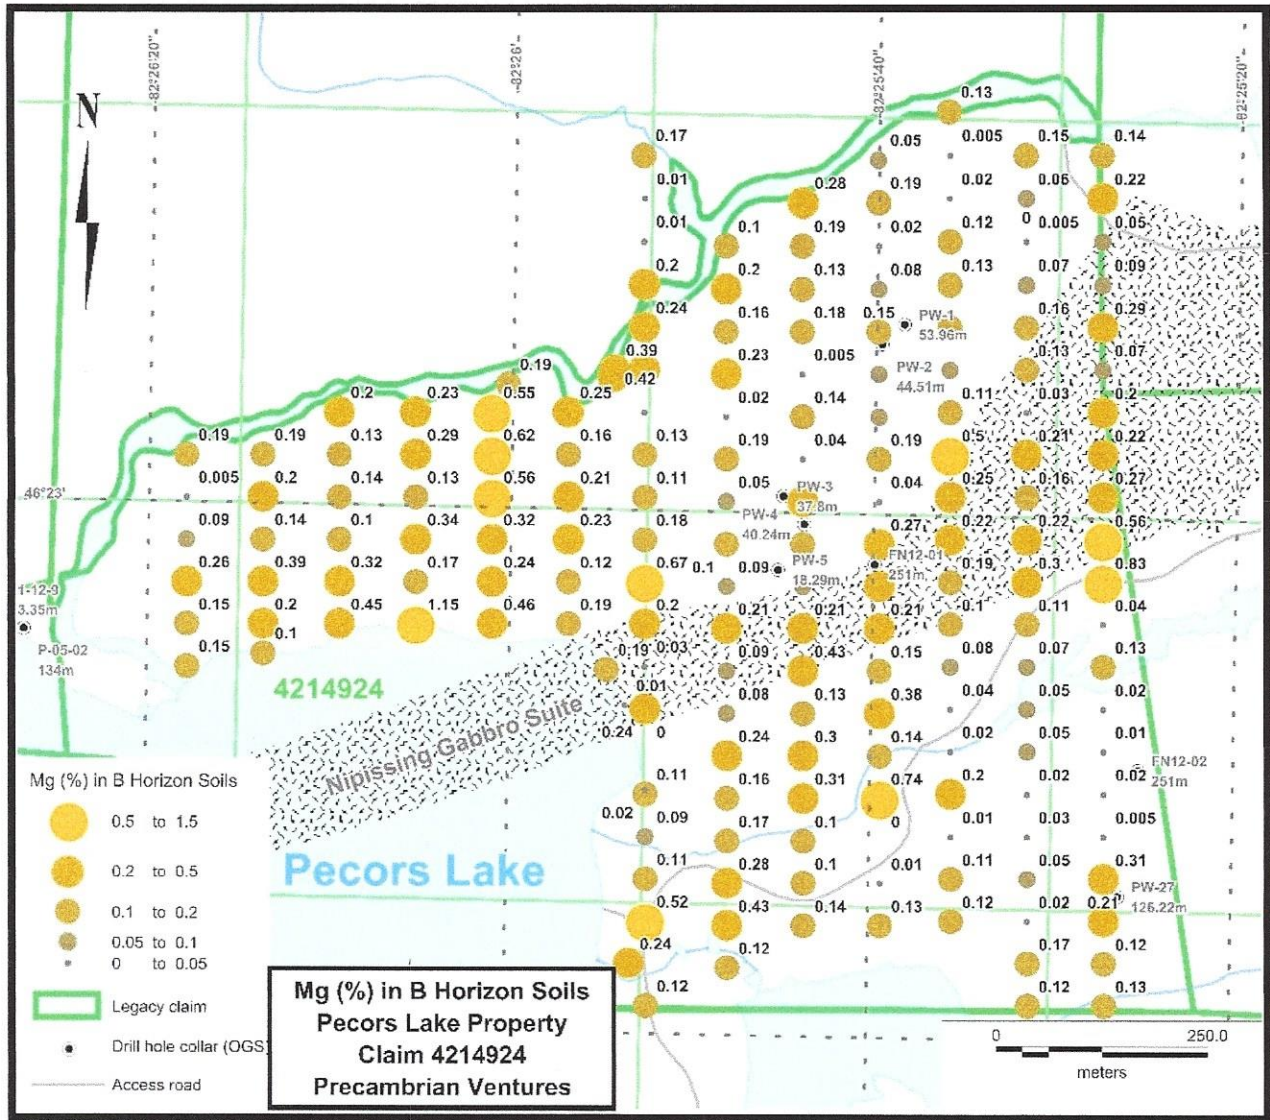 -82°26'20"
-82°26'
-82°25'40"
-82°25'20"
N
0.13
0.17 0.05 0.005 0.15 0.14
0.01 0.28 0.19 0.02 0.06 0.22
0.01 0.1 0.19 0.02 0.12 0 0.005 0.05
0.2 0.2 0.13 0.08 0.13 0.07 0.09
0.24 0.16 0.18 0.15 PW-1 0.16 0.29
53.96m
0.39 0.23 0.005 PW-2 0.13 0.07
44.51m
0.19 0.42
0.2 0.23 0.55 0.25 0.02 0.14 0.11 0.03 0.2
0.19 0.19 0.13 0.29 0.62 0.16 0.13 0.19 0.04 0.19 0.5 0.21 0.22
0.005 0.2 0.14 0.13 0.56 0.21 0.11 0.05 PW-3 0.04 0.25 0.16 0.27
46°23'
37.8m
0.09 0.14 0.1 0.34 0.32 0.23 0.18 PW-4 0.27 0.22 0.22 0.56
40.24m
0.26 0.39 0.32 0.17 0.24 0.12 0.67 0.1 0.09 PW-5 FN12-01 0.19 0.3 0.83
18.29m 251m
1-12-9
3.35m
0.15 0.2 0.45 1.15 0.46 0.19 0.2 0.21 0.21 0.21 0.1 0.11 0.04
P-05-02
134m
0.15 0.1 0.19 0.03 0.09 0.43 0.15 0.08 0.07 0.13
4214924
0.01 0.08 0.13 0.38 0.04 0.05 0.02
Nipissing Gabbro Suite
0.24 0 0.24 0.3 0.14 0.02 0.05 0.01
0.11 0.16 0.31 0.74 0.2 0.02 0.02 FN12-02
251m
0.02 0.09 0.17 0.1 0 0.01 0.03 0.005
0.11 0.28 0.1 0.01 0.11 0.05 0.31
PW-27
126.22m
0.52 0.43 0.14 0.13 0.12 0.02 0.21
0.24 0.12 0.17 0.12
0.12 0.12 0.13
Pecors Lake
Mg (%) in B Horizon Soils
0.5 to 1.5
0.2 to 0.5
0.1 to 0.2
0.05 to 0.1
0 to 0.05
Legacy claim
Drill hole collar (OGS
Access road
Mg (%) in B Horizon Soils
Pecors Lake Property
Claim 4214924
Precambrian Ventures
0 250.0
meters